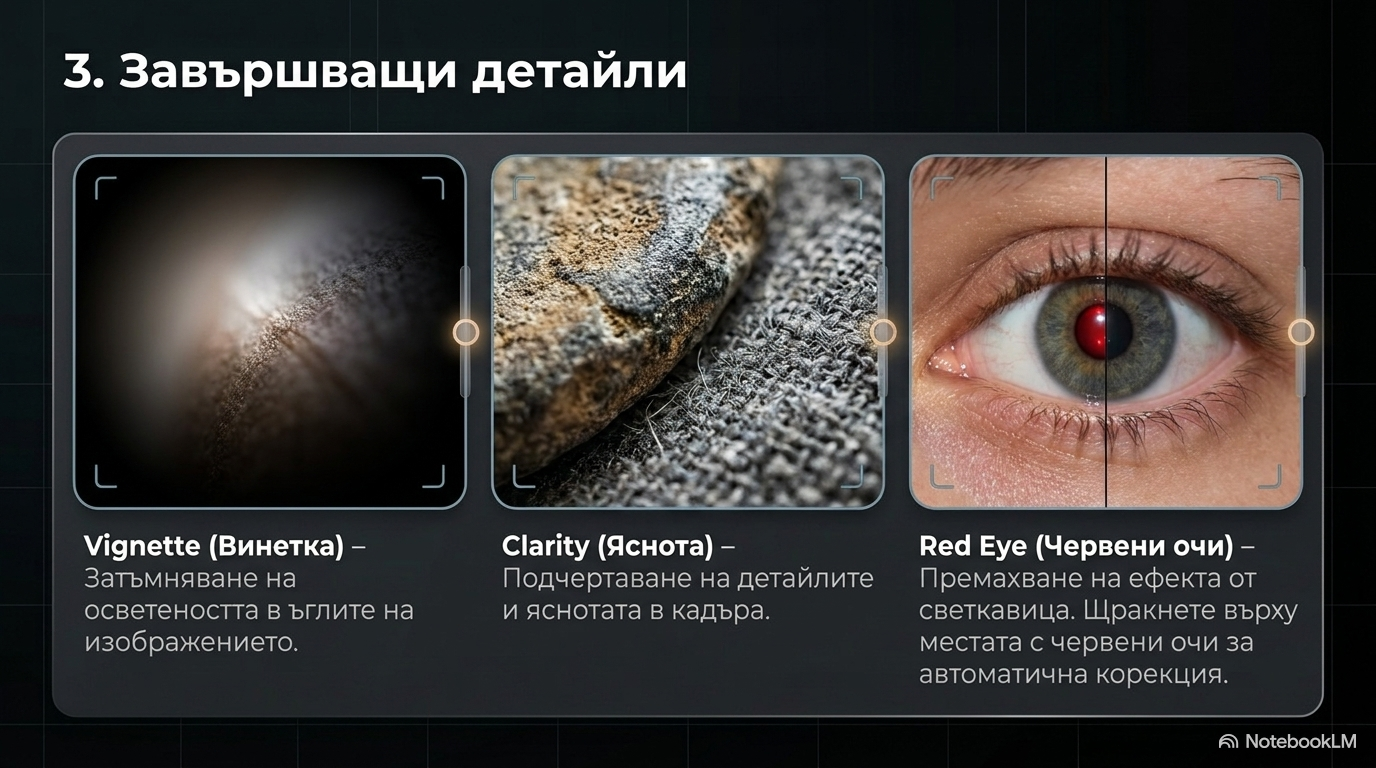 3. Завършващи детайли
Vignette (Винетка) –
Затъмняване на
осветеността в ъглите на
изображението.
Clarity (Яснота) –
Подчертаване на детайлите
и яснотата в кадъра.
Red Eye (Червени очи) –
Премахване на ефекта от
светкавица. Щракнете върху
местата с червени очи за
автоматична корекция.
NotebookLM